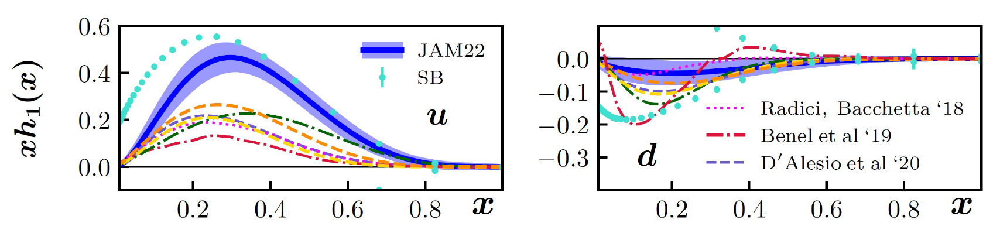 xh₁(x)
0.6
0.4
0.2
0.0
JAM22
SB
u
0.2 0.4 0.6 0.8 x
0.0
−0.1
−0.2
−0.3
Radici, Bacchetta ‘18
Benel et al ‘19
D′Alesio et al ‘20
d
0.2 0.4 0.6 0.8 x